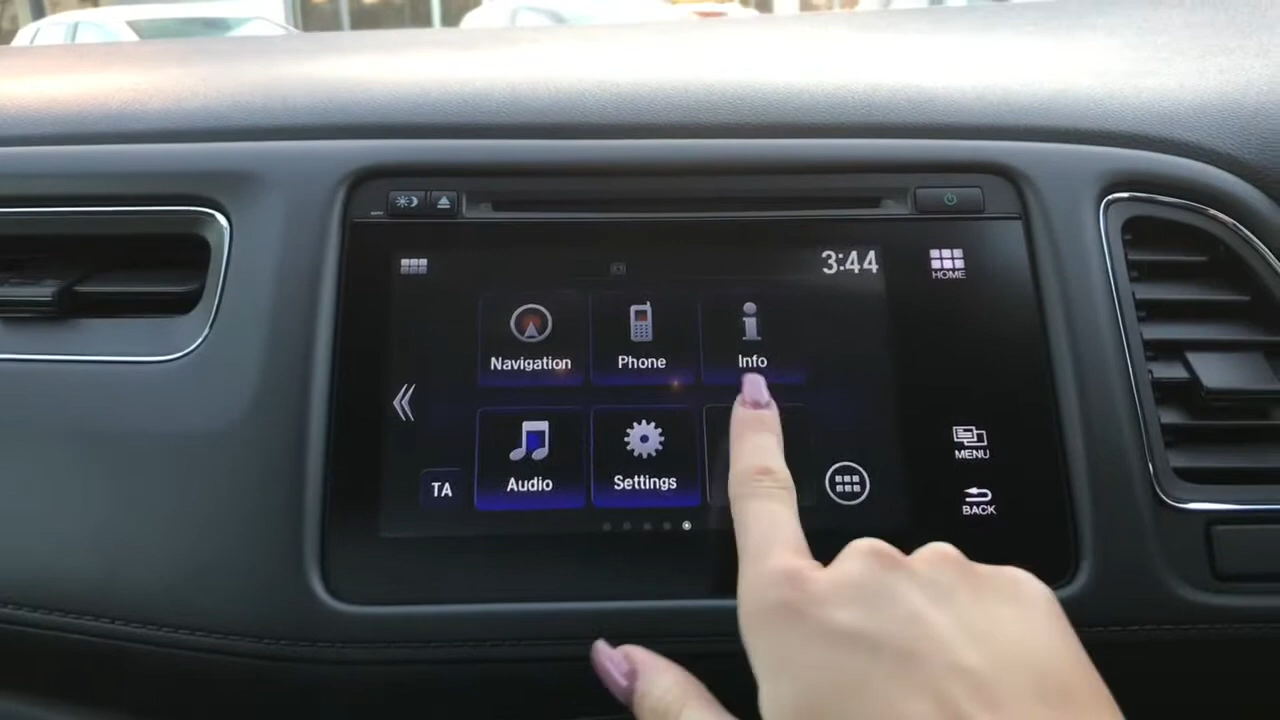 3:44
HOME
Navigation
Phone
Info
Audio
Settings
TA
MENU
BACK